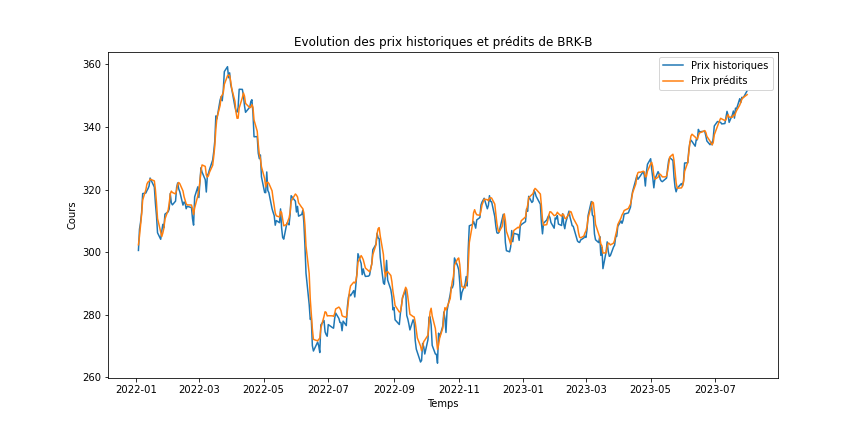 Evolution des prix historiques et prédits de BRK-B
Prix historiques
Prix prédits
Cours
360
340
320
300
280
260
2022-01 2022-03 2022-05 2022-07 2022-09 2022-11 2023-01 2023-03 2023-05 2023-07
Temps